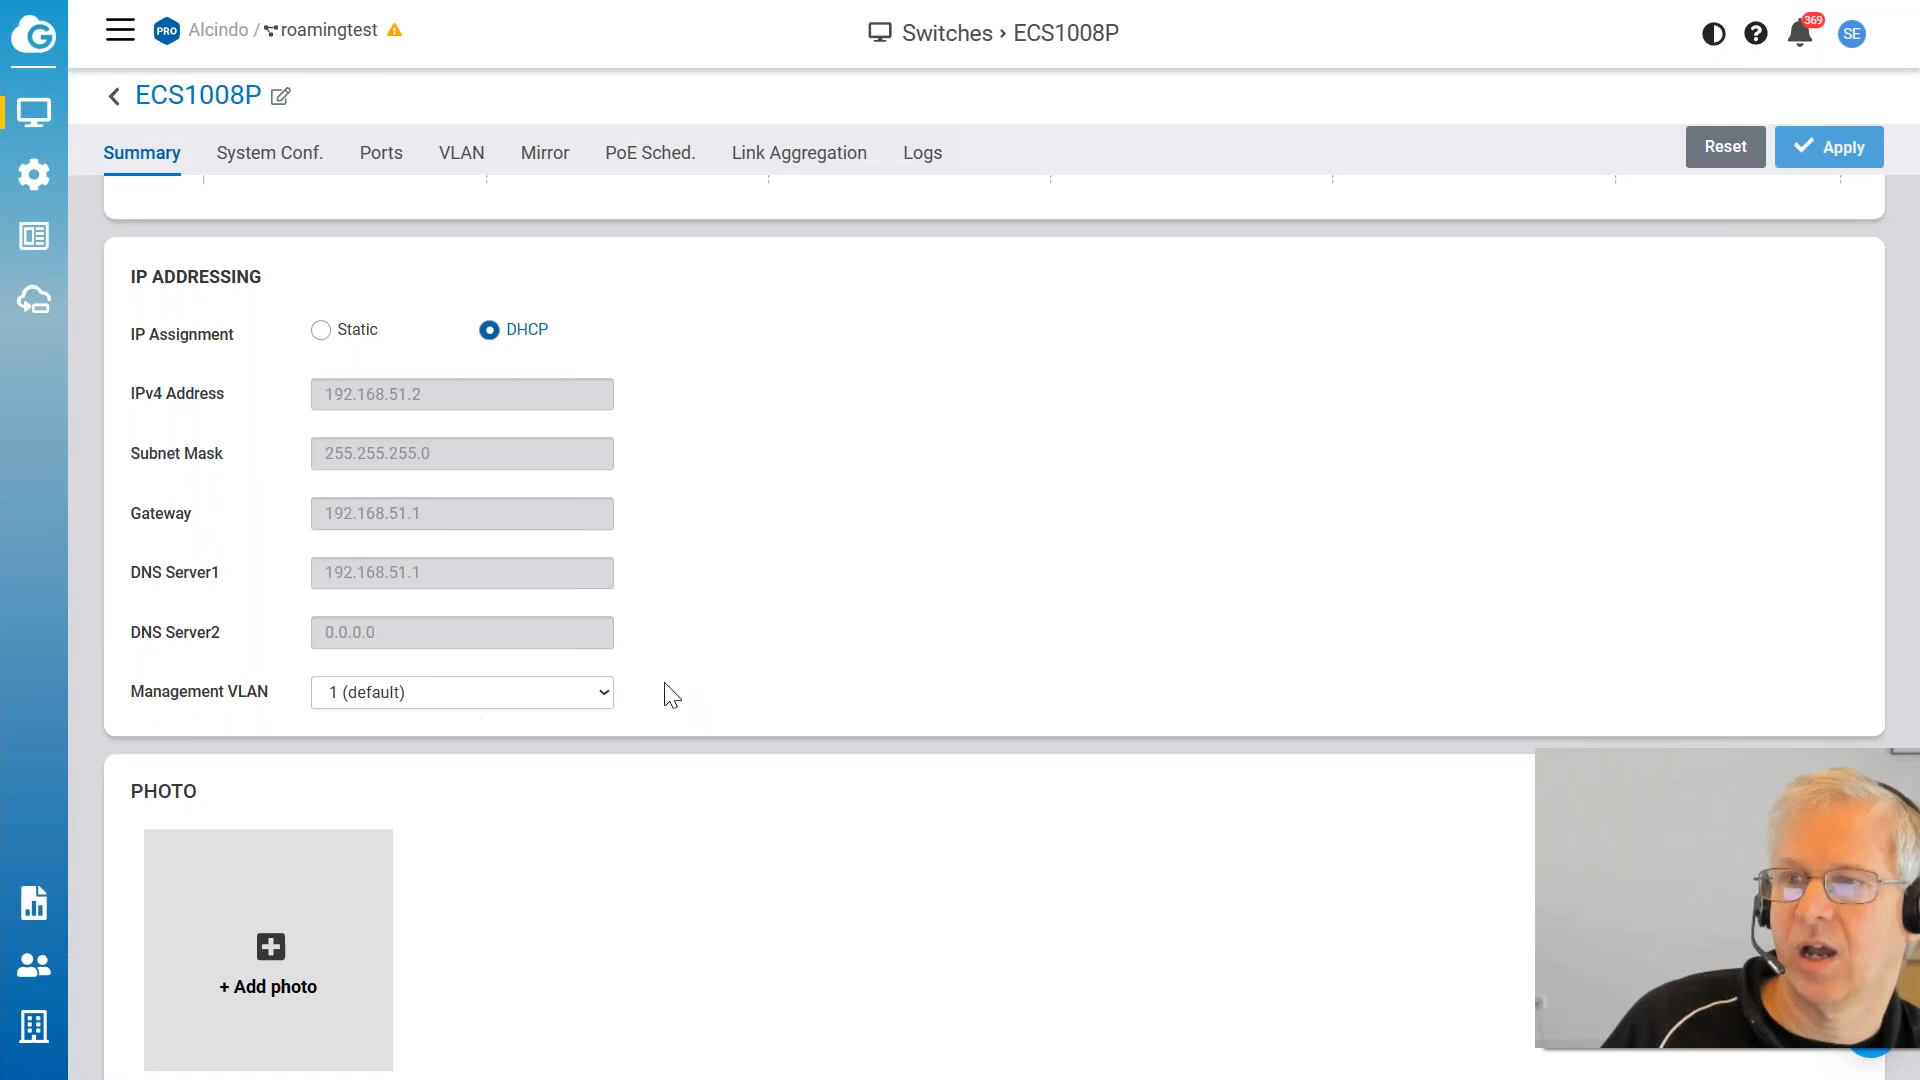 PRO Alcindo / roamingtest
Switches › ECS1008P
369
SE
ECS1008P
Summary System Conf. Ports VLAN Mirror PoE Sched. Link Aggregation Logs
Reset Apply
IP ADDRESSING
IP Assignment Static DHCP
IPv4 Address 192.168.51.2
Subnet Mask 255.255.255.0
Gateway 192.168.51.1
DNS Server1 192.168.51.1
DNS Server2 0.0.0.0
Management VLAN 1 (default)
PHOTO
+ Add photo